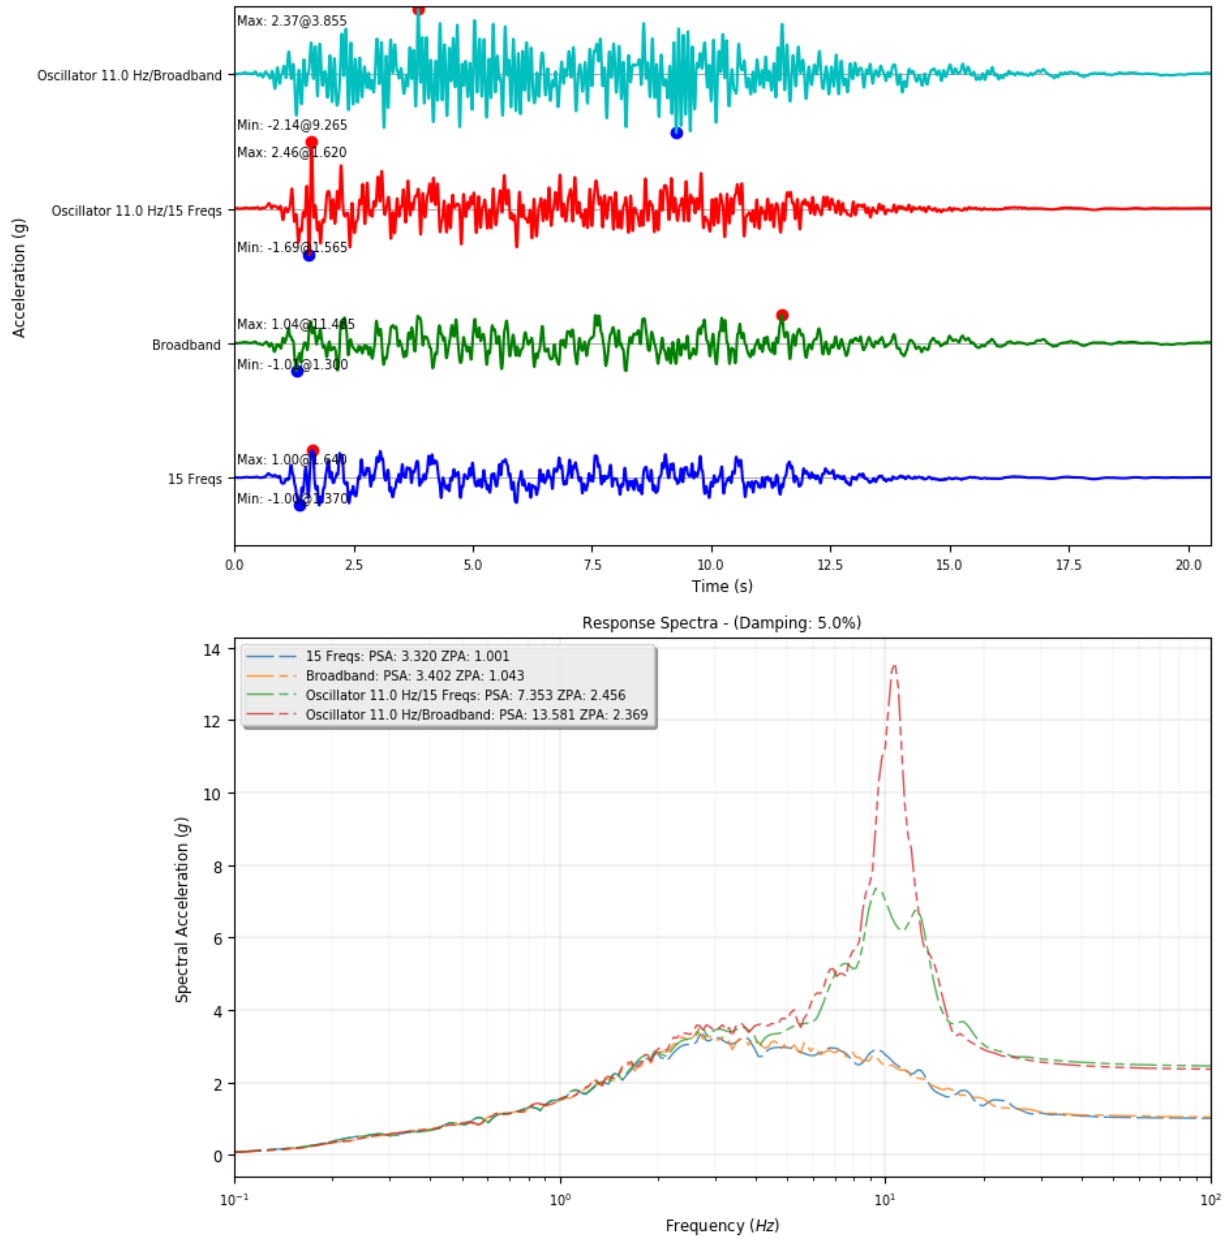 Max: 2.37@3.855
Oscillator 11.0 Hz/Broadband
Min: -2.14@9.265
Max: 2.46@1.620
Oscillator 11.0 Hz/15 Freqs
Min: -1.69@1.565
Acceleration (g)
Max: 1.04@11.485
Broadband
Min: -1.01@1.300
Max: 1.00@1.640
15 Freqs
Min: -1.00@1.370
0.0 2.5 5.0 7.5 10.0 12.5 15.0 17.5 20.0
Time (s)
Response Spectra - (Damping: 5.0%)
15 Freqs: PSA: 3.320 ZPA: 1.001
Broadband: PSA: 3.402 ZPA: 1.043
Oscillator 11.0 Hz/15 Freqs: PSA: 7.353 ZPA: 2.456
Oscillator 11.0 Hz/Broadband: PSA: 13.581 ZPA: 2.369
Spectral Acceleration (g)
14
12
10
8
6
4
2
0
10⁻¹ 10⁰ 10¹ 10²
Frequency (Hz)